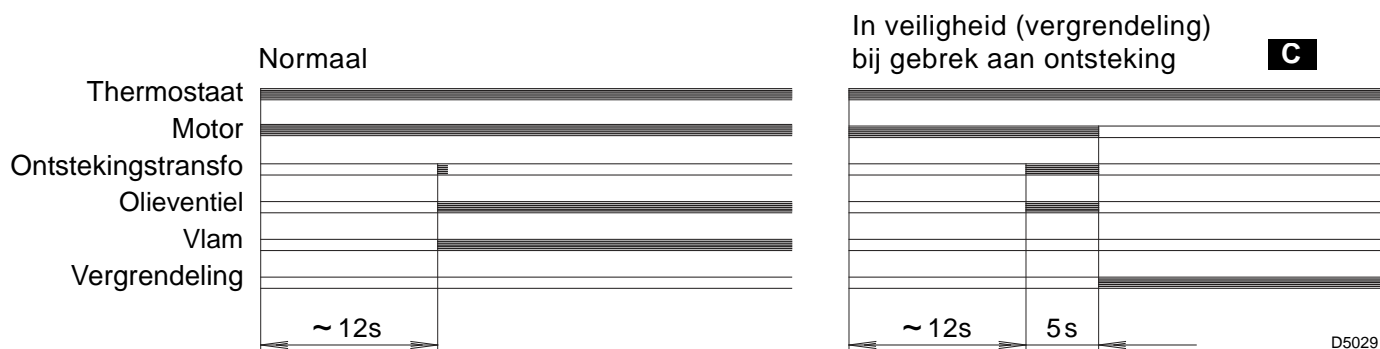 Normaal
In veiligheid (vergrendeling)
bij gebrek aan ontsteking
C
Thermostaat
Motor
Ontstekingstransfo
Olieventiel
Vlam
Vergrendeling
~ 12s
~ 12s
5s
D5029